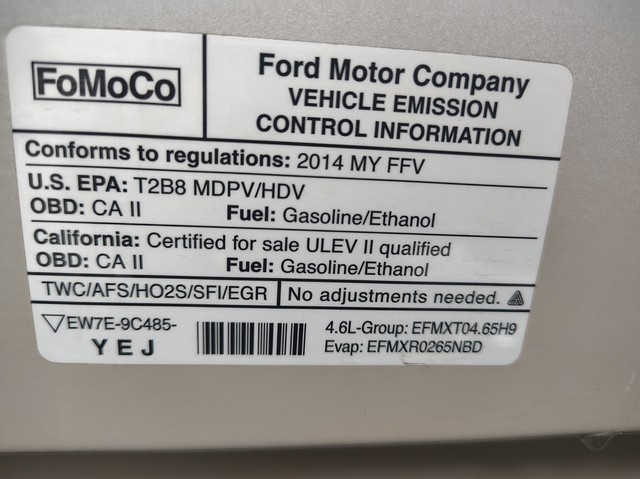 FoMoCo
Ford Motor Company
VEHICLE EMISSION
CONTROL INFORMATION
Conforms to regulations: 2014 MY FFV
U.S. EPA: T2B8 MDPV/HDV
OBD: CA II Fuel: Gasoline/Ethanol
California: Certified for sale ULEV II qualified
OBD: CA II Fuel: Gasoline/Ethanol
TWC/AFS/HO2S/SFI/EGR No adjustments needed.
EW7E-9C485-
YEJ
4.6L-Group: EFMXT04.65H9
Evap: EFMXR0265NBD